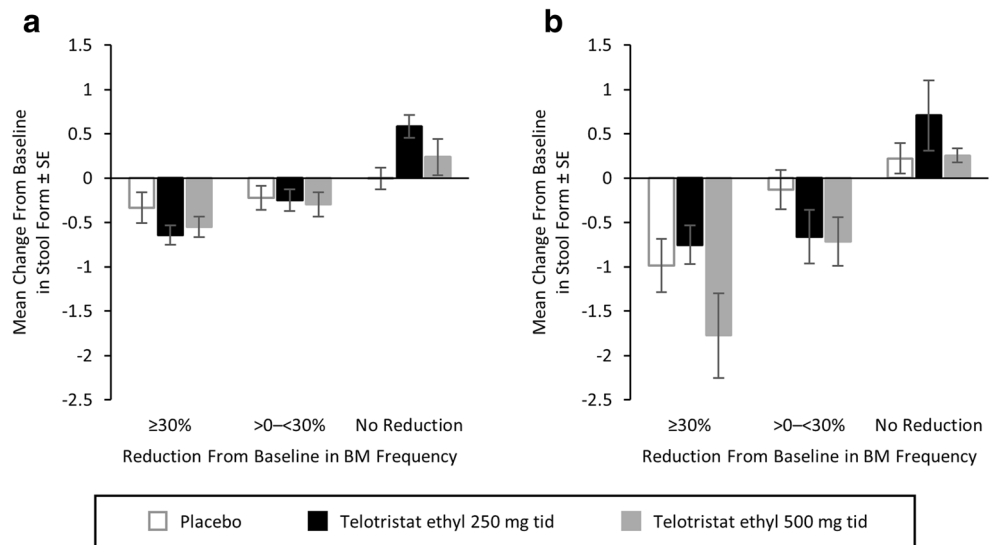 a
1.5
1
0.5
0
-0.5
-1
-1.5
-2
-2.5
Mean Change From Baseline
in Stool Form ± SE
≥30%
>0–<30%
No Reduction
Reduction From Baseline in BM Frequency
b
1.5
1
0.5
0
-0.5
-1
-1.5
-2
-2.5
Mean Change From Baseline
in Stool Form ± SE
≥30%
>0–<30%
No Reduction
Reduction From Baseline in BM Frequency
Placebo
Telotristat ethyl 250 mg tid
Telotristat ethyl 500 mg tid